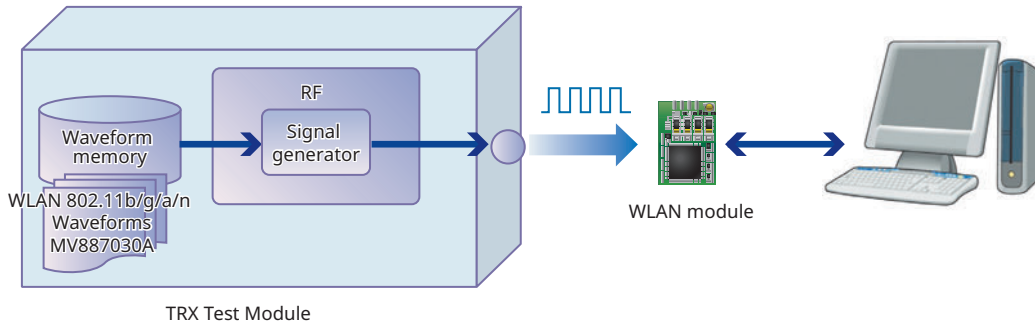 RF
Waveform
memory
Signal
generator
WLAN 802.11b/g/a/n
Waveforms
MV887030A
WLAN module
TRX Test Module